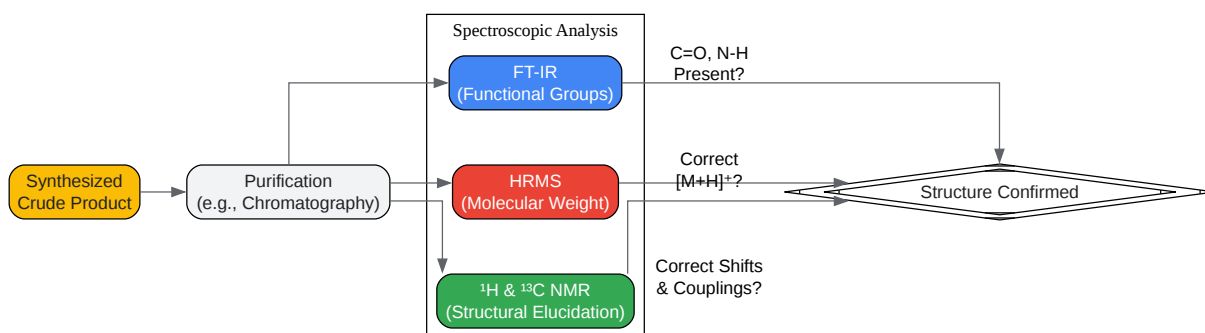 Spectroscopic Analysis
FT-IR
(Functional Groups)
C=O, N-H
Present?
Synthesized
Crude Product
Purification
(e.g., Chromatography)
HRMS
(Molecular Weight)
Correct
[M+H]⁺?
Structure Confirmed
¹H & ¹³C NMR
(Structural Elucidation)
Correct Shifts
& Couplings?